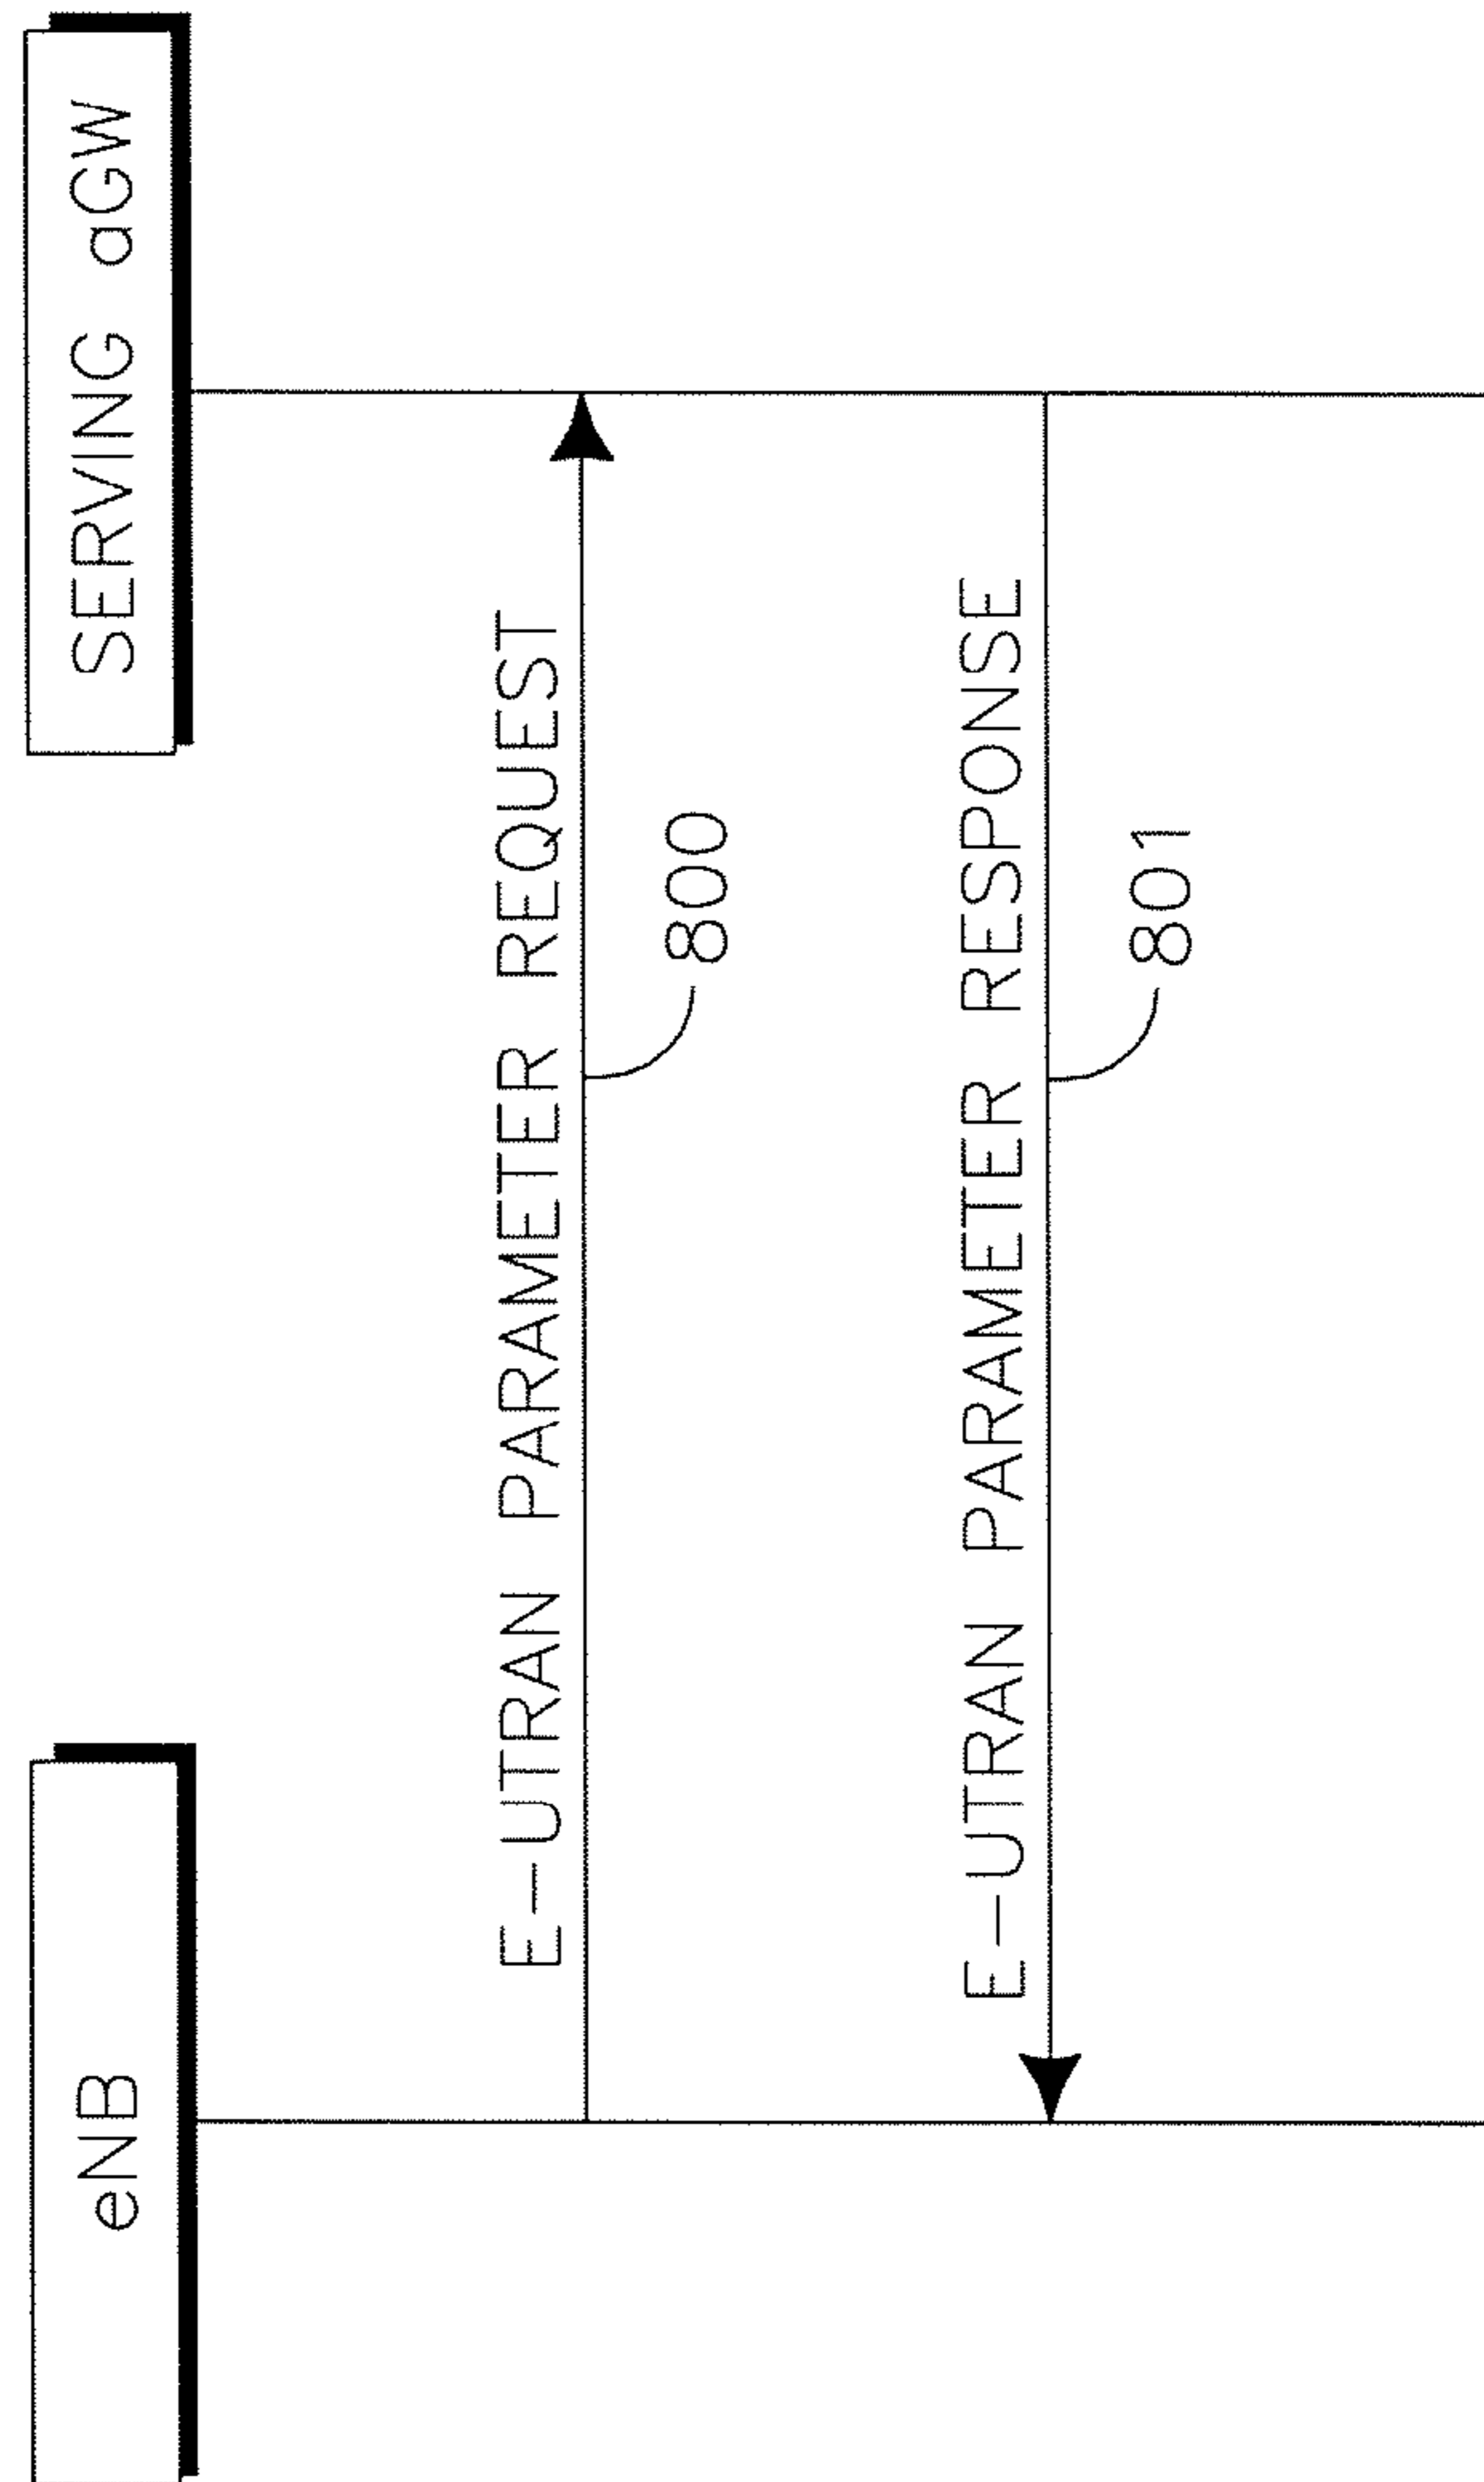 eNB
SERVING aGW
E-UTRAN PARAMETER REQUEST
800
E-UTRAN PARAMETER RESPONSE
801